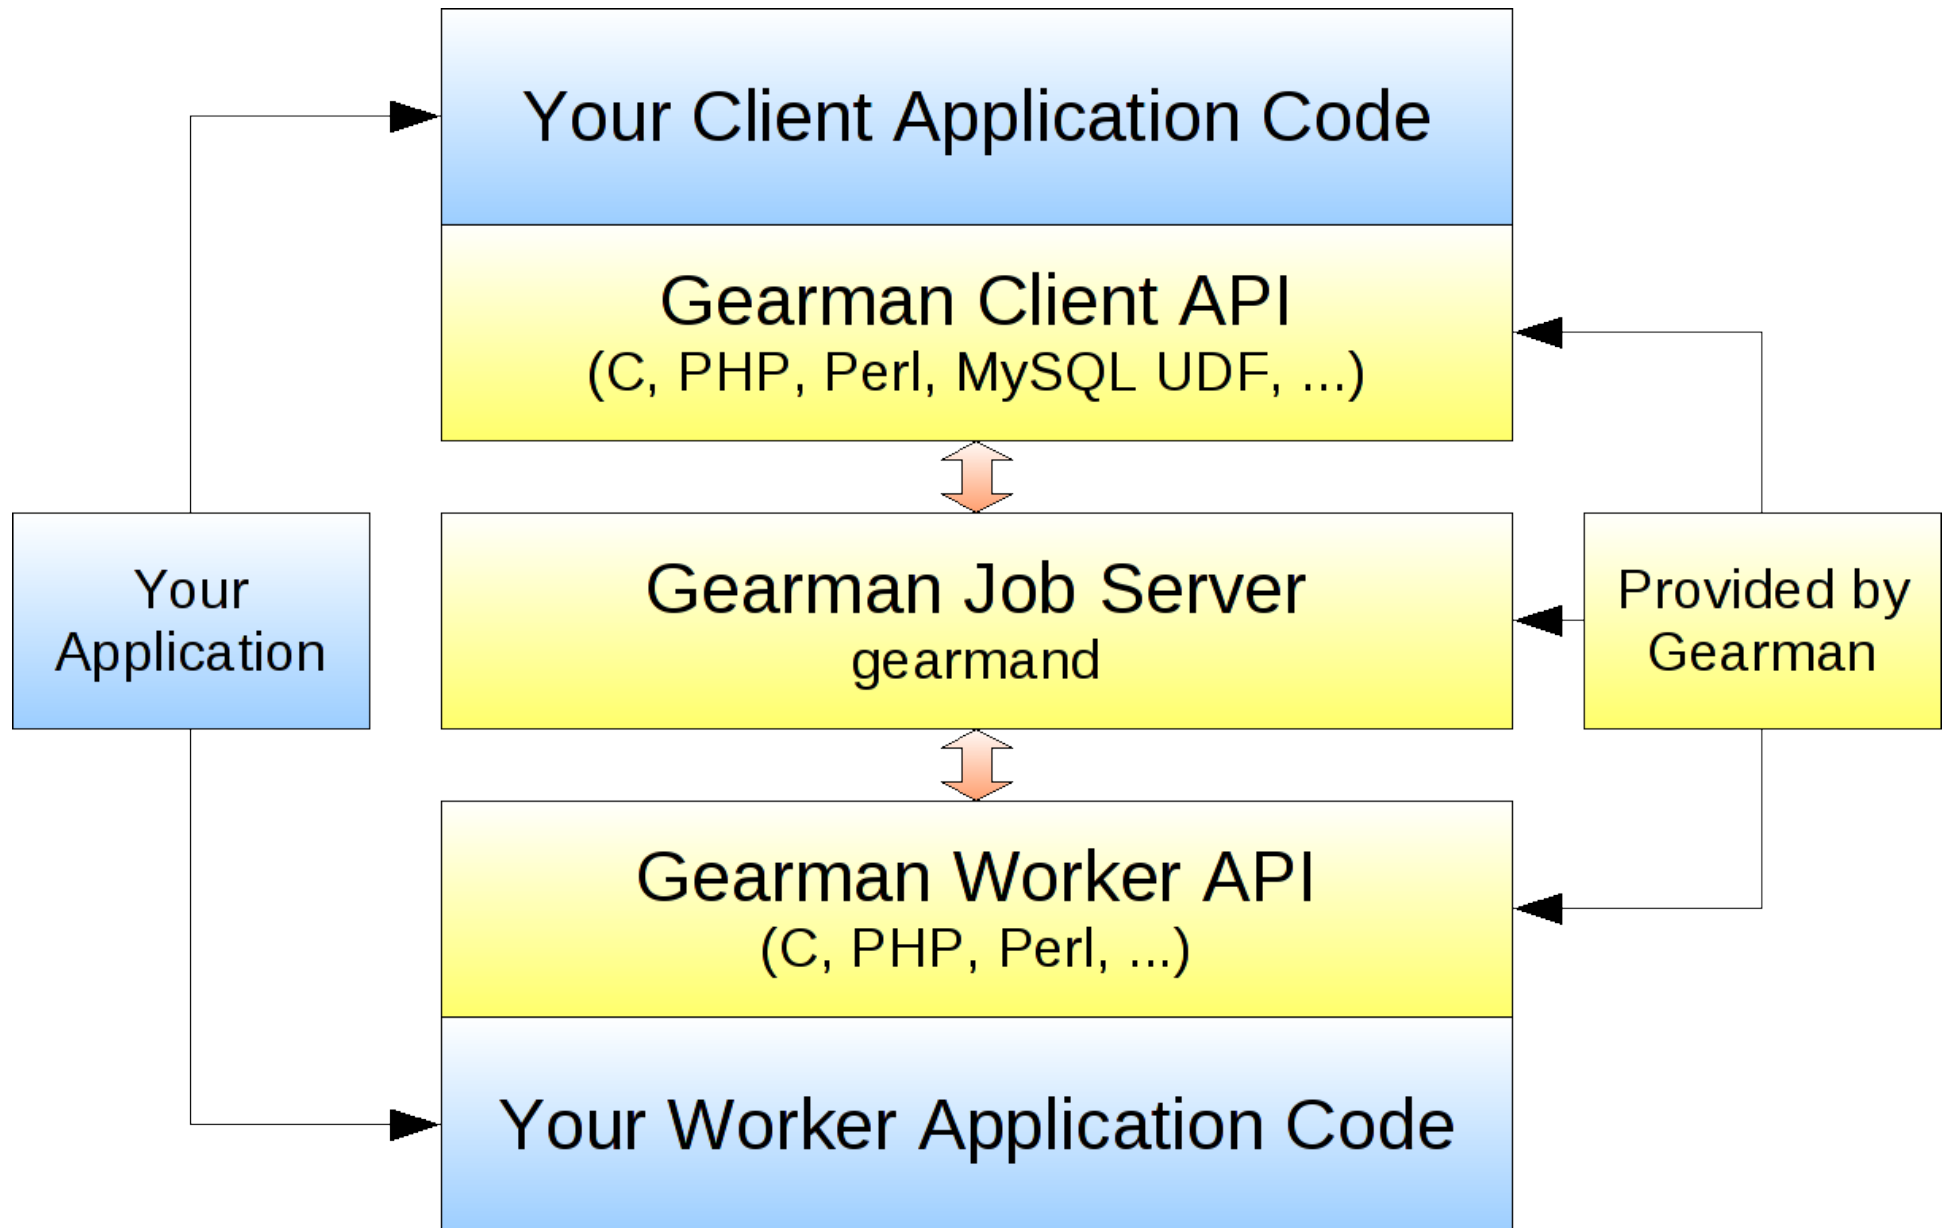 Your Client Application Code
Gearman Client API
(C, PHP, Perl, MySQL UDF, ...)
Your
Application
Gearman Job Server
gearmand
Provided by
Gearman
Gearman Worker API
(C, PHP, Perl, ...)
Your Worker Application Code